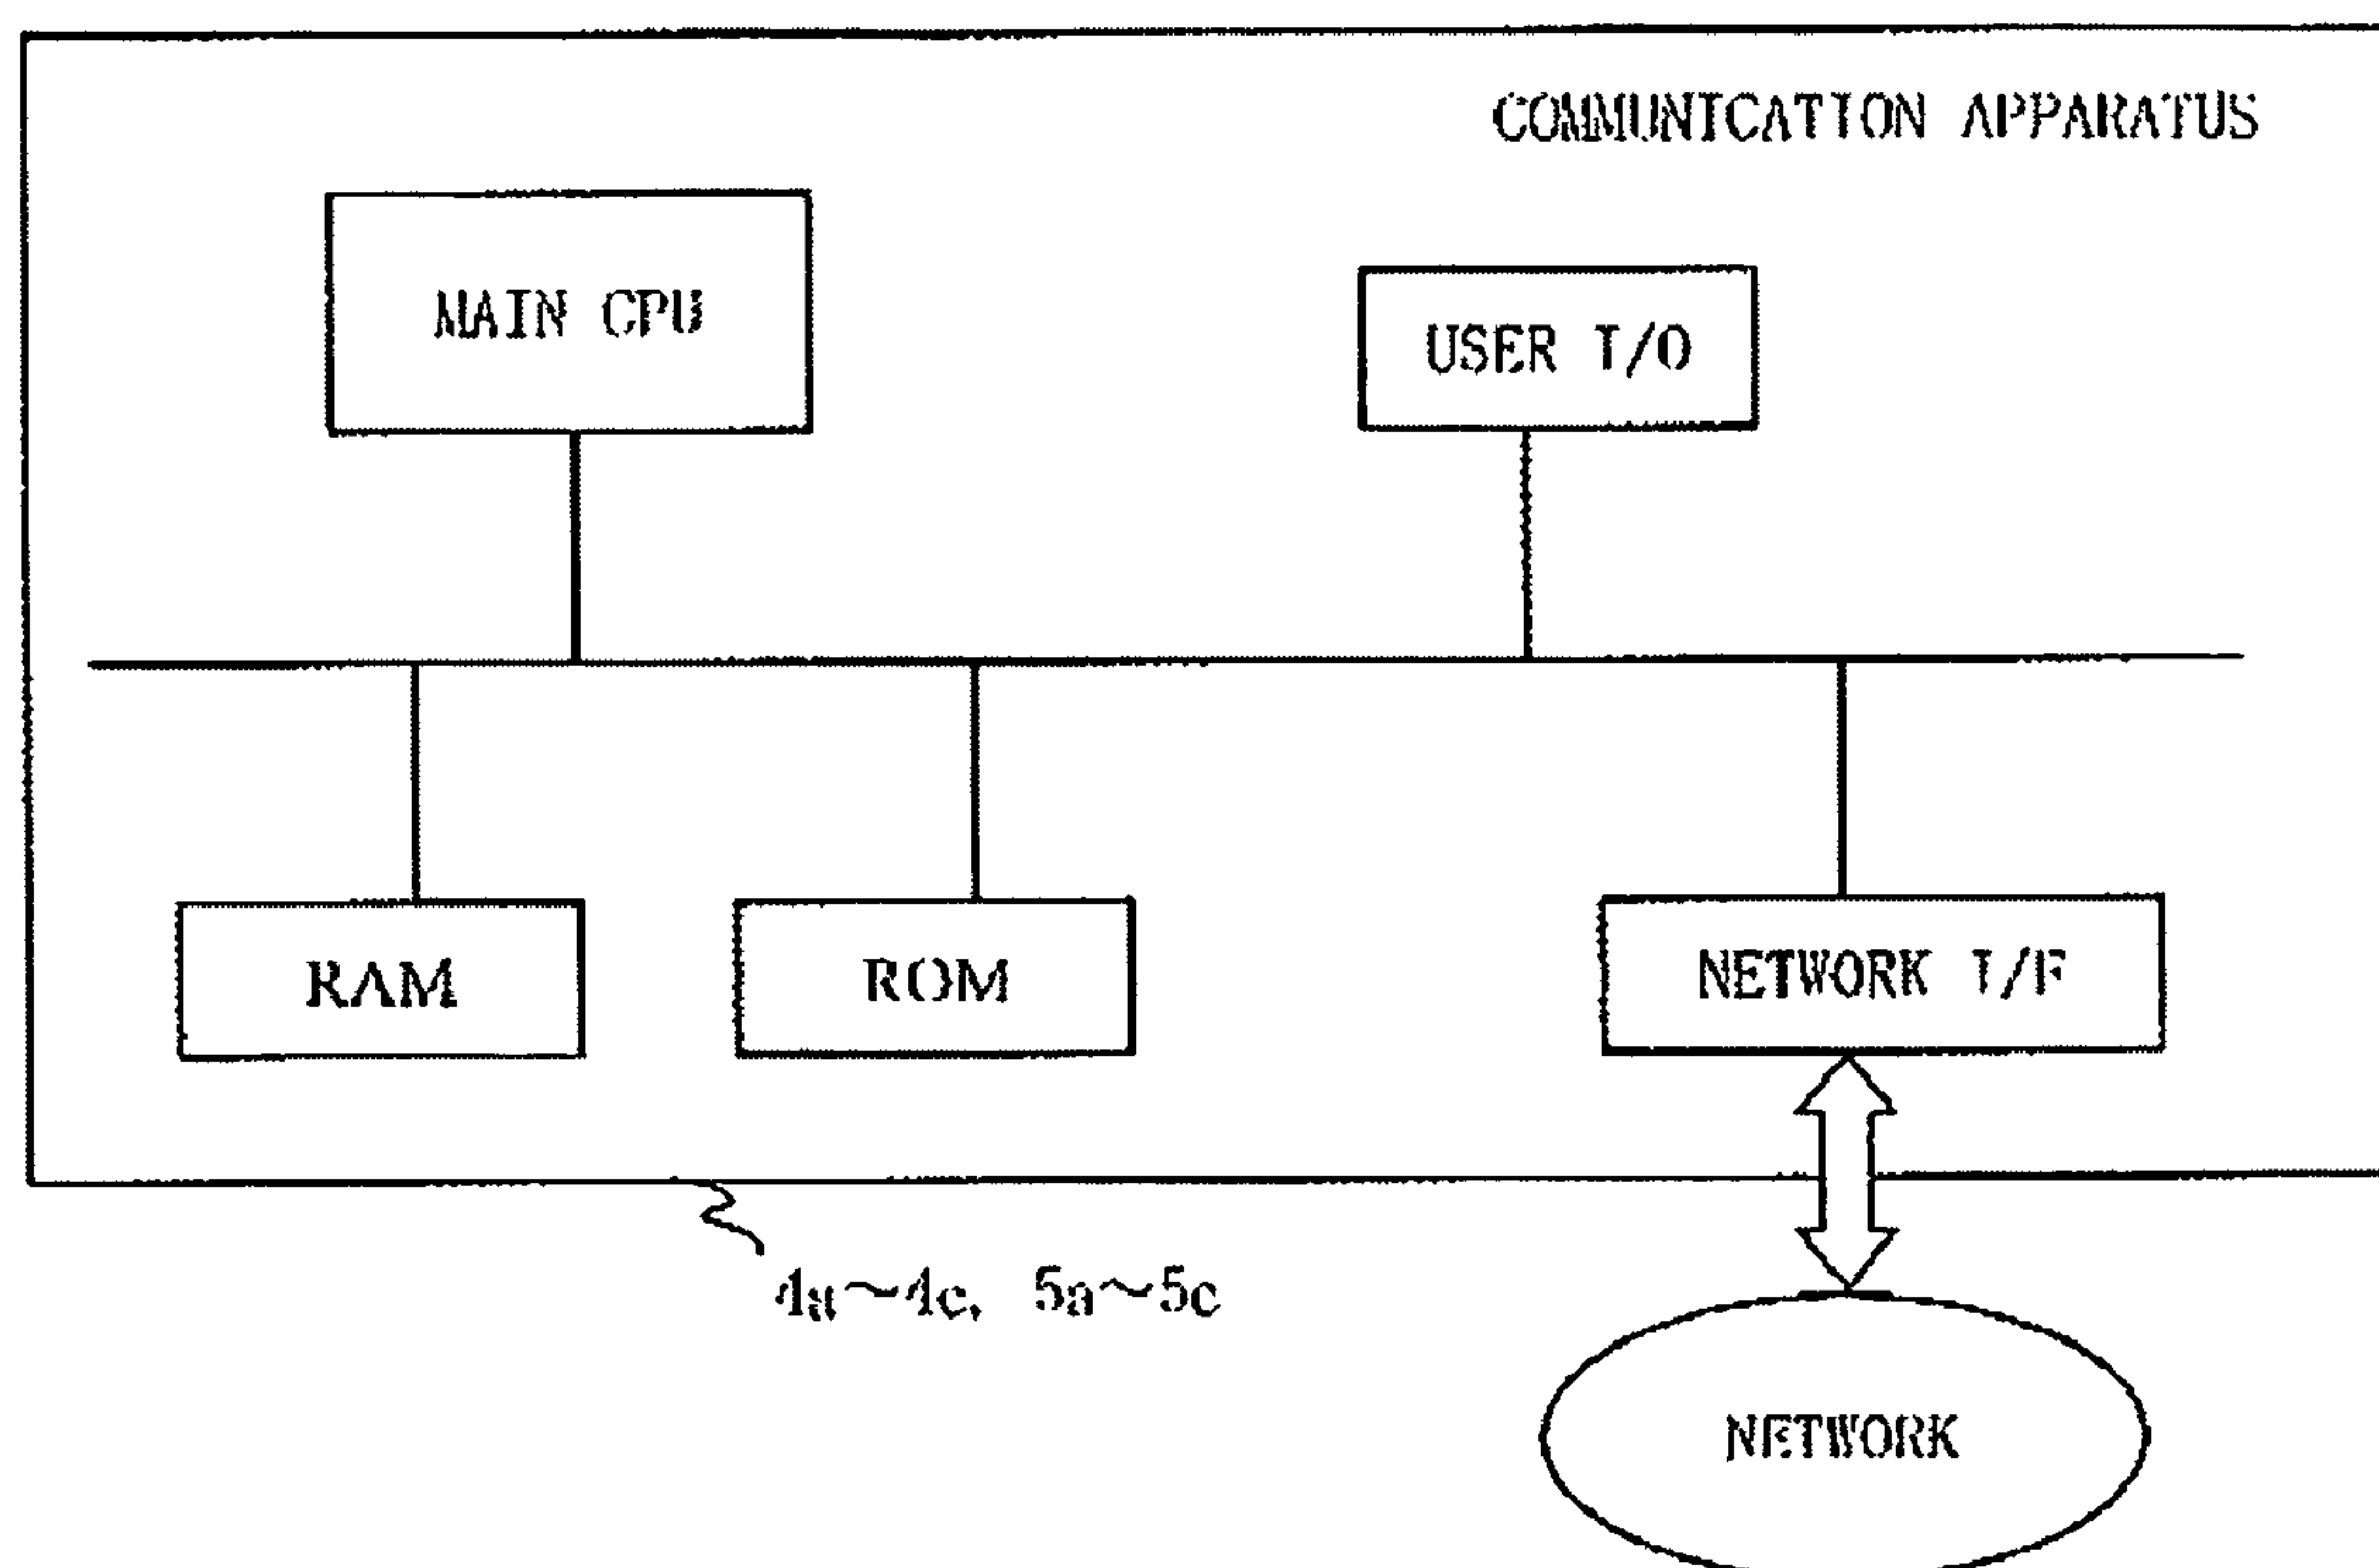 COMMUNICATION APPARATUS
MAIN CPU
USER I/O
RAM
ROM
NETWORK I/F
4a～4c, 5a～5c
NETWORK